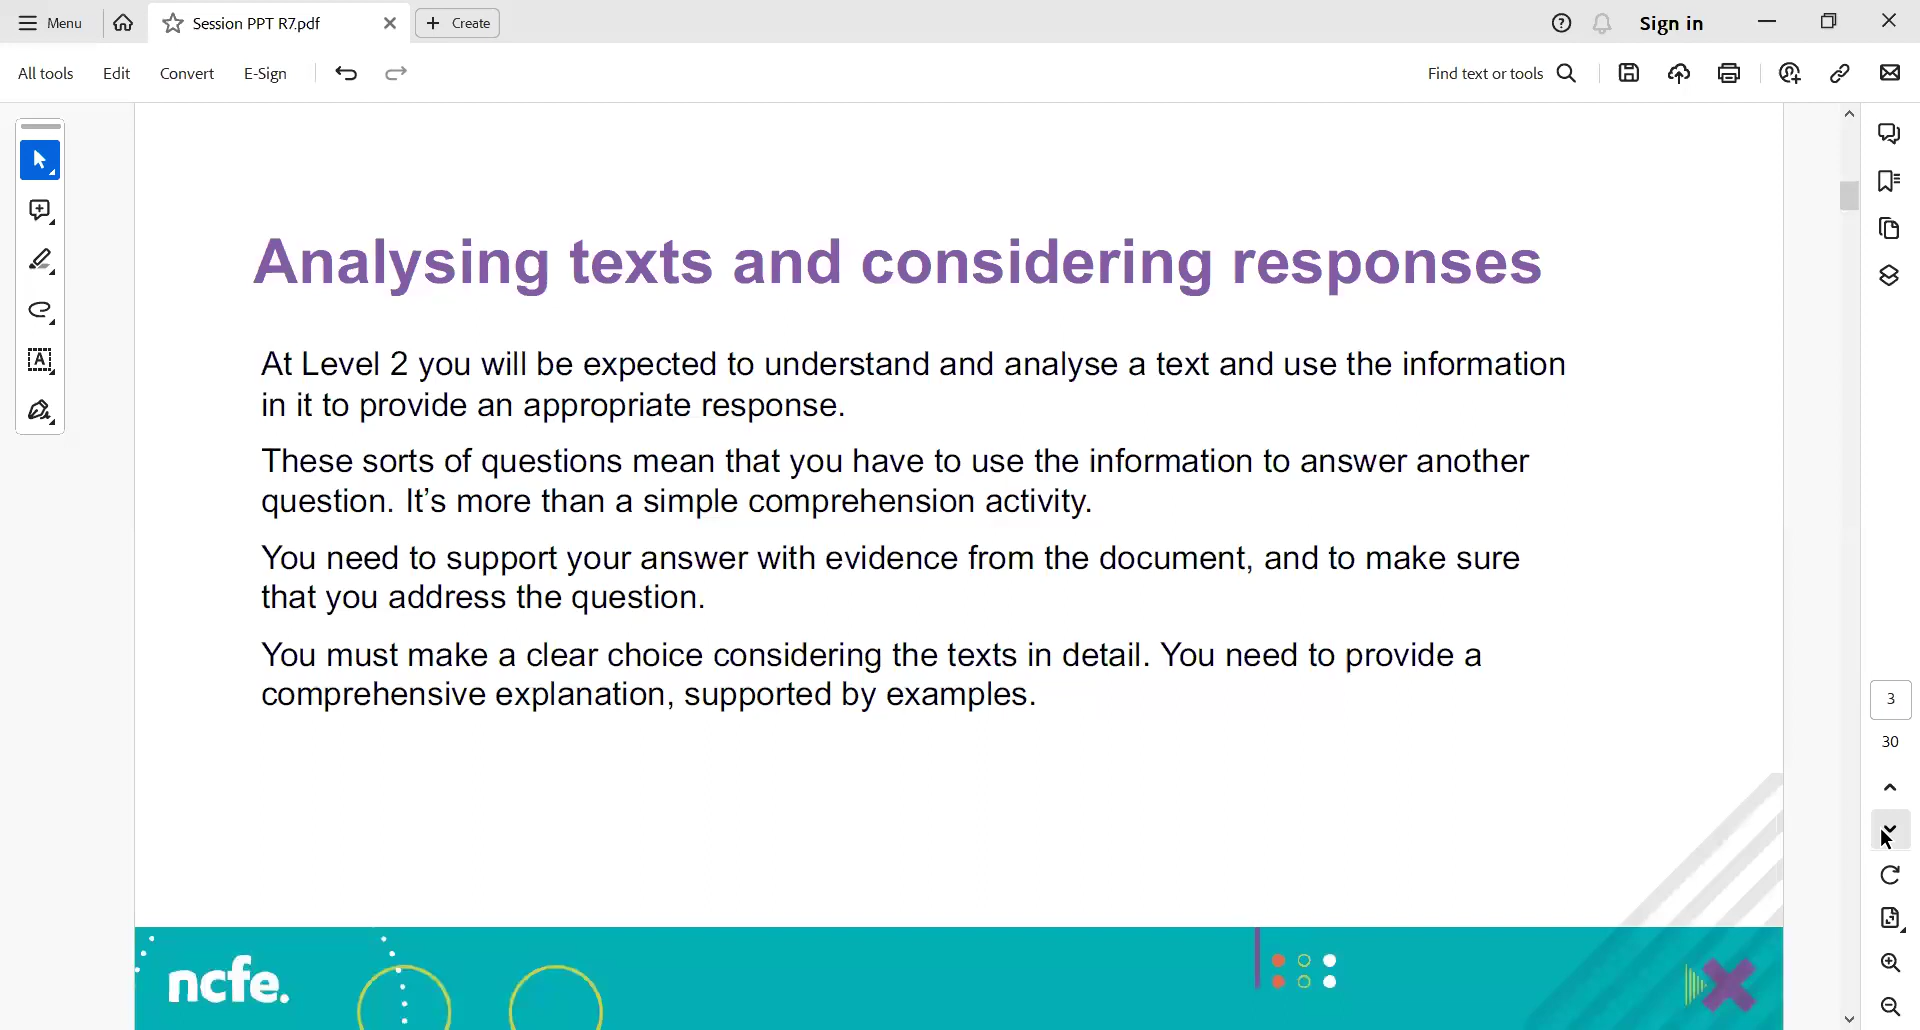 Menu
Session PPT R7.pdf
Create
Sign in
All tools
Edit
Convert
E-Sign
Find text or tools
Analysing texts and considering responses
At Level 2 you will be expected to understand and analyse a text and use the information
in it to provide an appropriate response.
These sorts of questions mean that you have to use the information to answer another
question. It’s more than a simple comprehension activity.
You need to support your answer with evidence from the document, and to make sure
that you address the question.
You must make a clear choice considering the texts in detail. You need to provide a
comprehensive explanation, supported by examples.
3
30
ncfe.